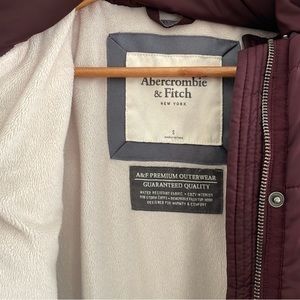 Abercrombie
& Fitch
NEW YORK
S
A&F PREMIUM OUTERWEAR
GUARANTEED QUALITY
WATER RESISTANT FABRIC • COZY INTERIOR
DESIGNED FOR WARMTH & COMFORT